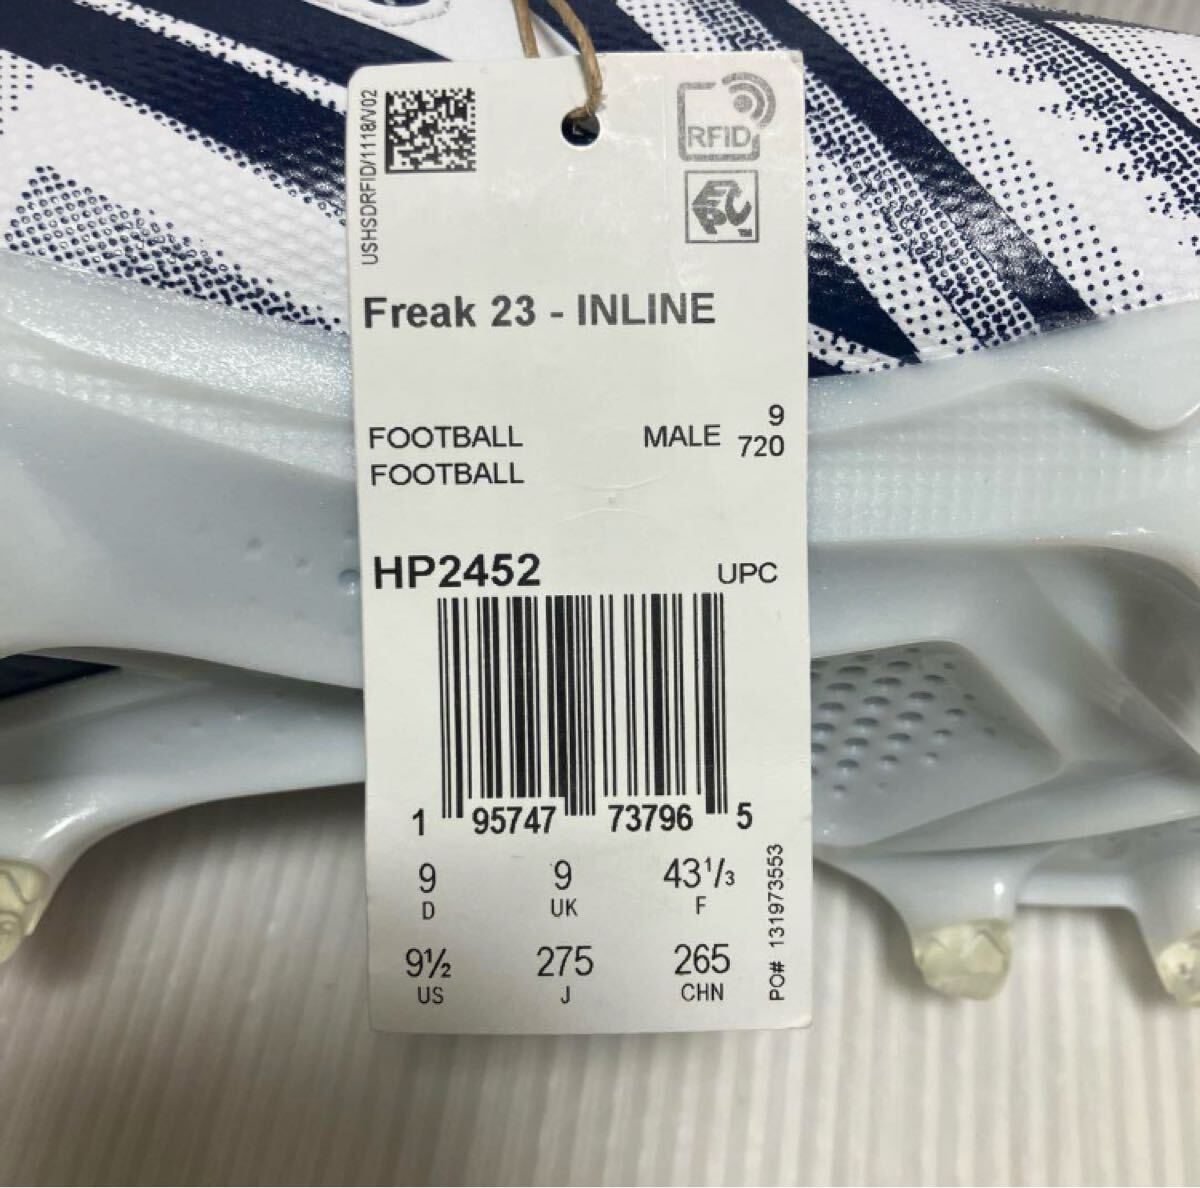 USHSDRFID/1118/V02
RFID
EPC™
Freak 23 - INLINE
FOOTBALL MALE 9
FOOTBALL 720
HP2452 UPC
1 95747 73796 5
9 9 43⅓
D UK F
9½ 275 265
US J CHN
PO# 131973553